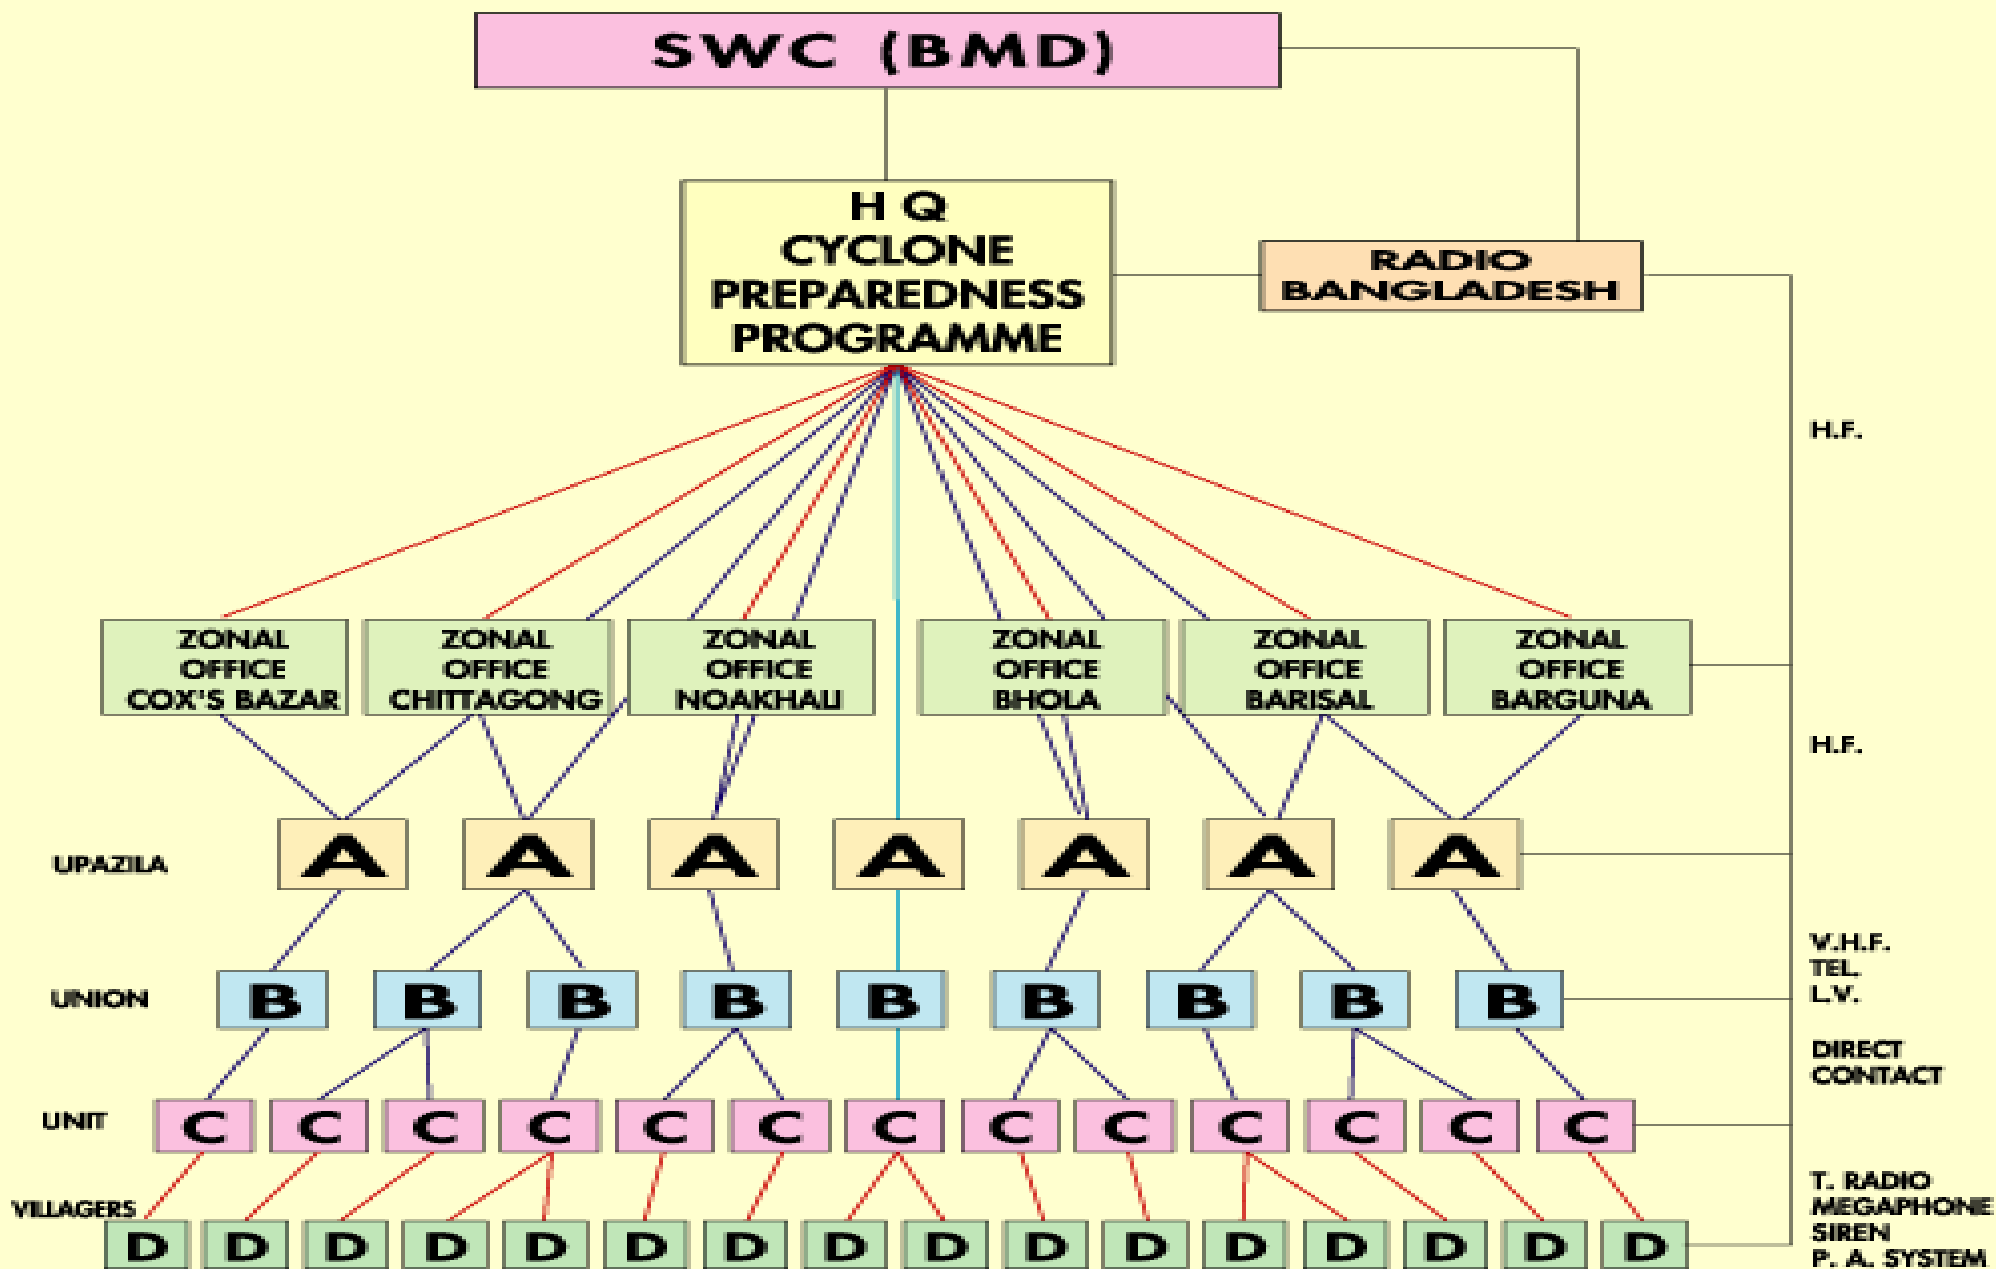 SWC (BMD)
H Q
CYCLONE
PREPAREDNESS
PROGRAMME
RADIO
BANGLADESH
H.F.
ZONAL
OFFICE
COX'S BAZAR
ZONAL
OFFICE
CHITTAGONG
ZONAL
OFFICE
NOAKHALI
ZONAL
OFFICE
BHOLA
ZONAL
OFFICE
BARISAL
ZONAL
OFFICE
BARGUNA
H.F.
UPAZILA
A A A A A A A
V.H.F.
TEL.
L.V.
UNION
B B B B B B B B B
DIRECT
CONTACT
UNIT
C C C C C C C C C C C C C
T. RADIO
MEGAPHONE
SIREN
P. A. SYSTEM
VILLAGERS
D D D D D D D D D D D D D D D D